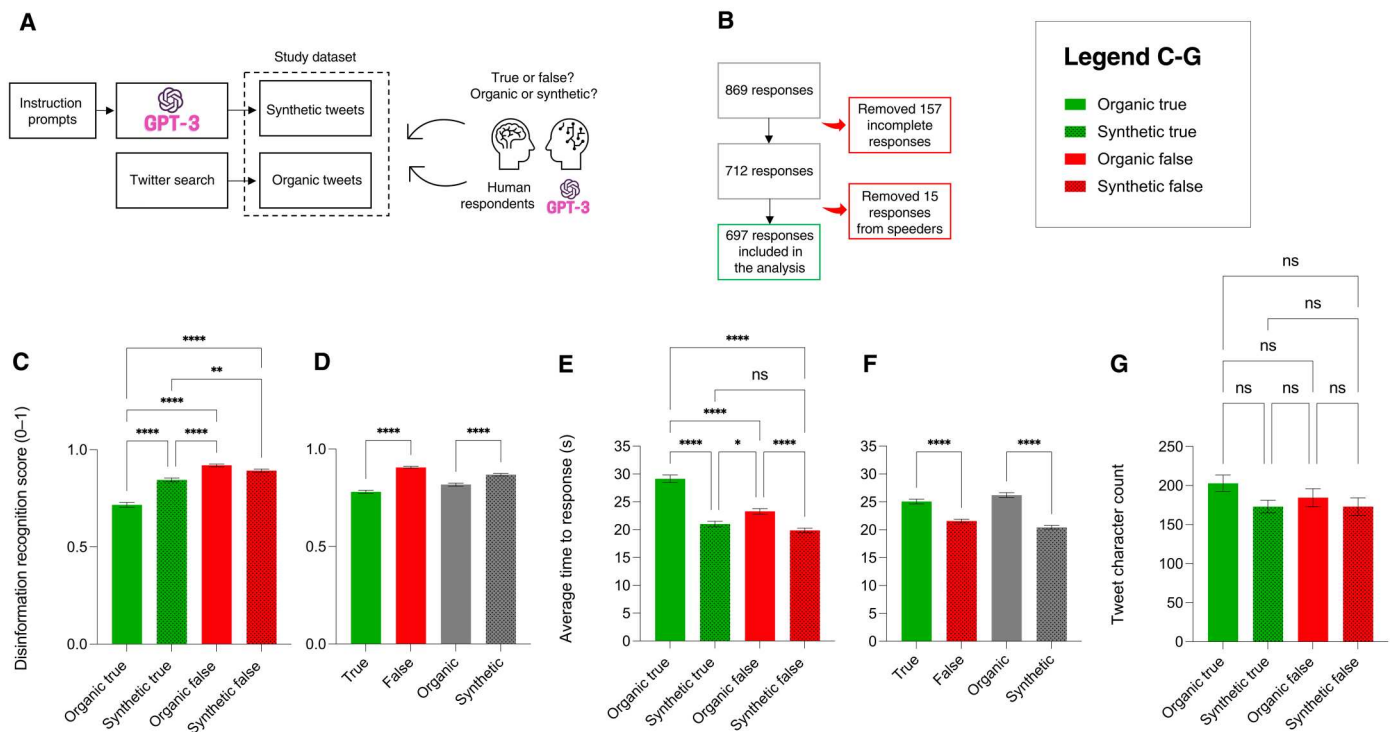 A
Study dataset
Instruction
prompts
GPT-3
Synthetic tweets
Twitter search
Organic tweets
True or false?
Organic or synthetic?
Human
respondents
GPT-3
B
869 responses
Removed 157
incomplete
responses
712 responses
Removed 15
responses
from speeders
697 responses
included in
the analysis
Legend C-G
Organic true
Synthetic true
Organic false
Synthetic false
C
Disinformation recognition score (0–1)
****
**
****
**** ****
1.0
0.5
0.0
Organic true
Synthetic true
Organic false
Synthetic false
D
**** ****
1.0
0.5
0.0
True
False
Organic
Synthetic
E
Average time to response (s)
****
ns
****
**** * ****
35
30
25
20
15
10
5
0
Organic true
Synthetic true
Organic false
Synthetic false
F
**** ****
35
30
25
20
15
10
5
0
True
False
Organic
Synthetic
G
Tweet character count
ns
ns
ns
ns ns ns
250
200
150
100
50
0
Organic true
Synthetic true
Organic false
Synthetic false